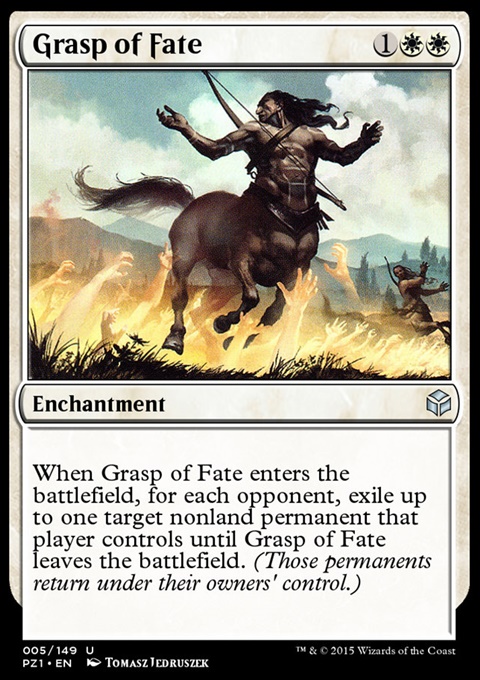 Grasp of Fate 1
Enchantment
When Grasp of Fate enters the
battlefield, for each opponent, exile up
to one target nonland permanent that
player controls until Grasp of Fate
leaves the battlefield. (Those permanents
return under their owners' control.)
005/149 U
PZ1 • EN Tomasz Jedruszek
™ & © 2015 Wizards of the Coast